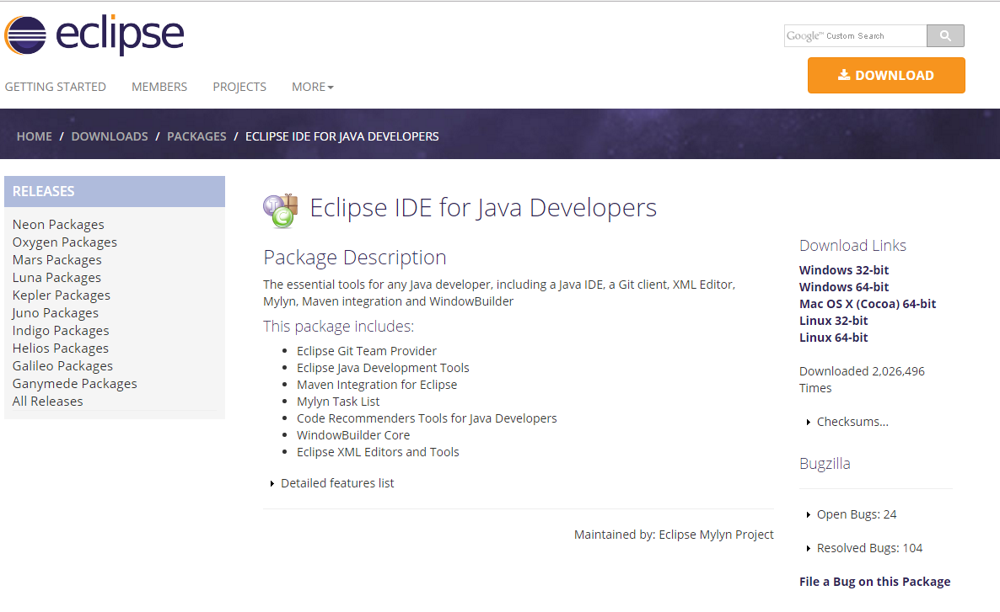 eclipse
Google™ Custom Search
DOWNLOAD
GETTING STARTED MEMBERS PROJECTS MORE
HOME / DOWNLOADS / PACKAGES / ECLIPSE IDE FOR JAVA DEVELOPERS
RELEASES
Neon Packages
Oxygen Packages
Mars Packages
Luna Packages
Kepler Packages
Juno Packages
Indigo Packages
Helios Packages
Galileo Packages
Ganymede Packages
All Releases
Eclipse IDE for Java Developers
Package Description
The essential tools for any Java developer, including a Java IDE, a Git client, XML Editor,
Mylyn, Maven integration and WindowBuilder
This package includes:
Eclipse Git Team Provider
Eclipse Java Development Tools
Maven Integration for Eclipse
Mylyn Task List
Code Recommenders Tools for Java Developers
WindowBuilder Core
Eclipse XML Editors and Tools
Detailed features list
Maintained by: Eclipse Mylyn Project
Download Links
Windows 32-bit
Windows 64-bit
Mac OS X (Cocoa) 64-bit
Linux 32-bit
Linux 64-bit
Downloaded 2,026,496
Times
Checksums...
Bugzilla
Open Bugs: 24
Resolved Bugs: 104
File a Bug on this Package